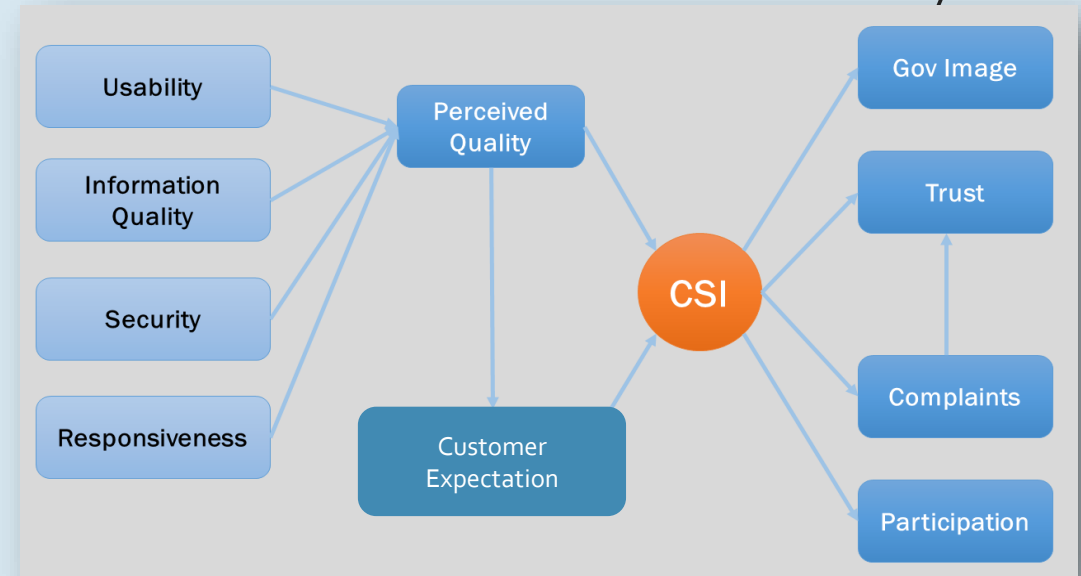 Usability
Information
Quality
Security
Responsiveness
Perceived
Quality
Customer
Expectation
CSI
Gov Image
Trust
Complaints
Participation